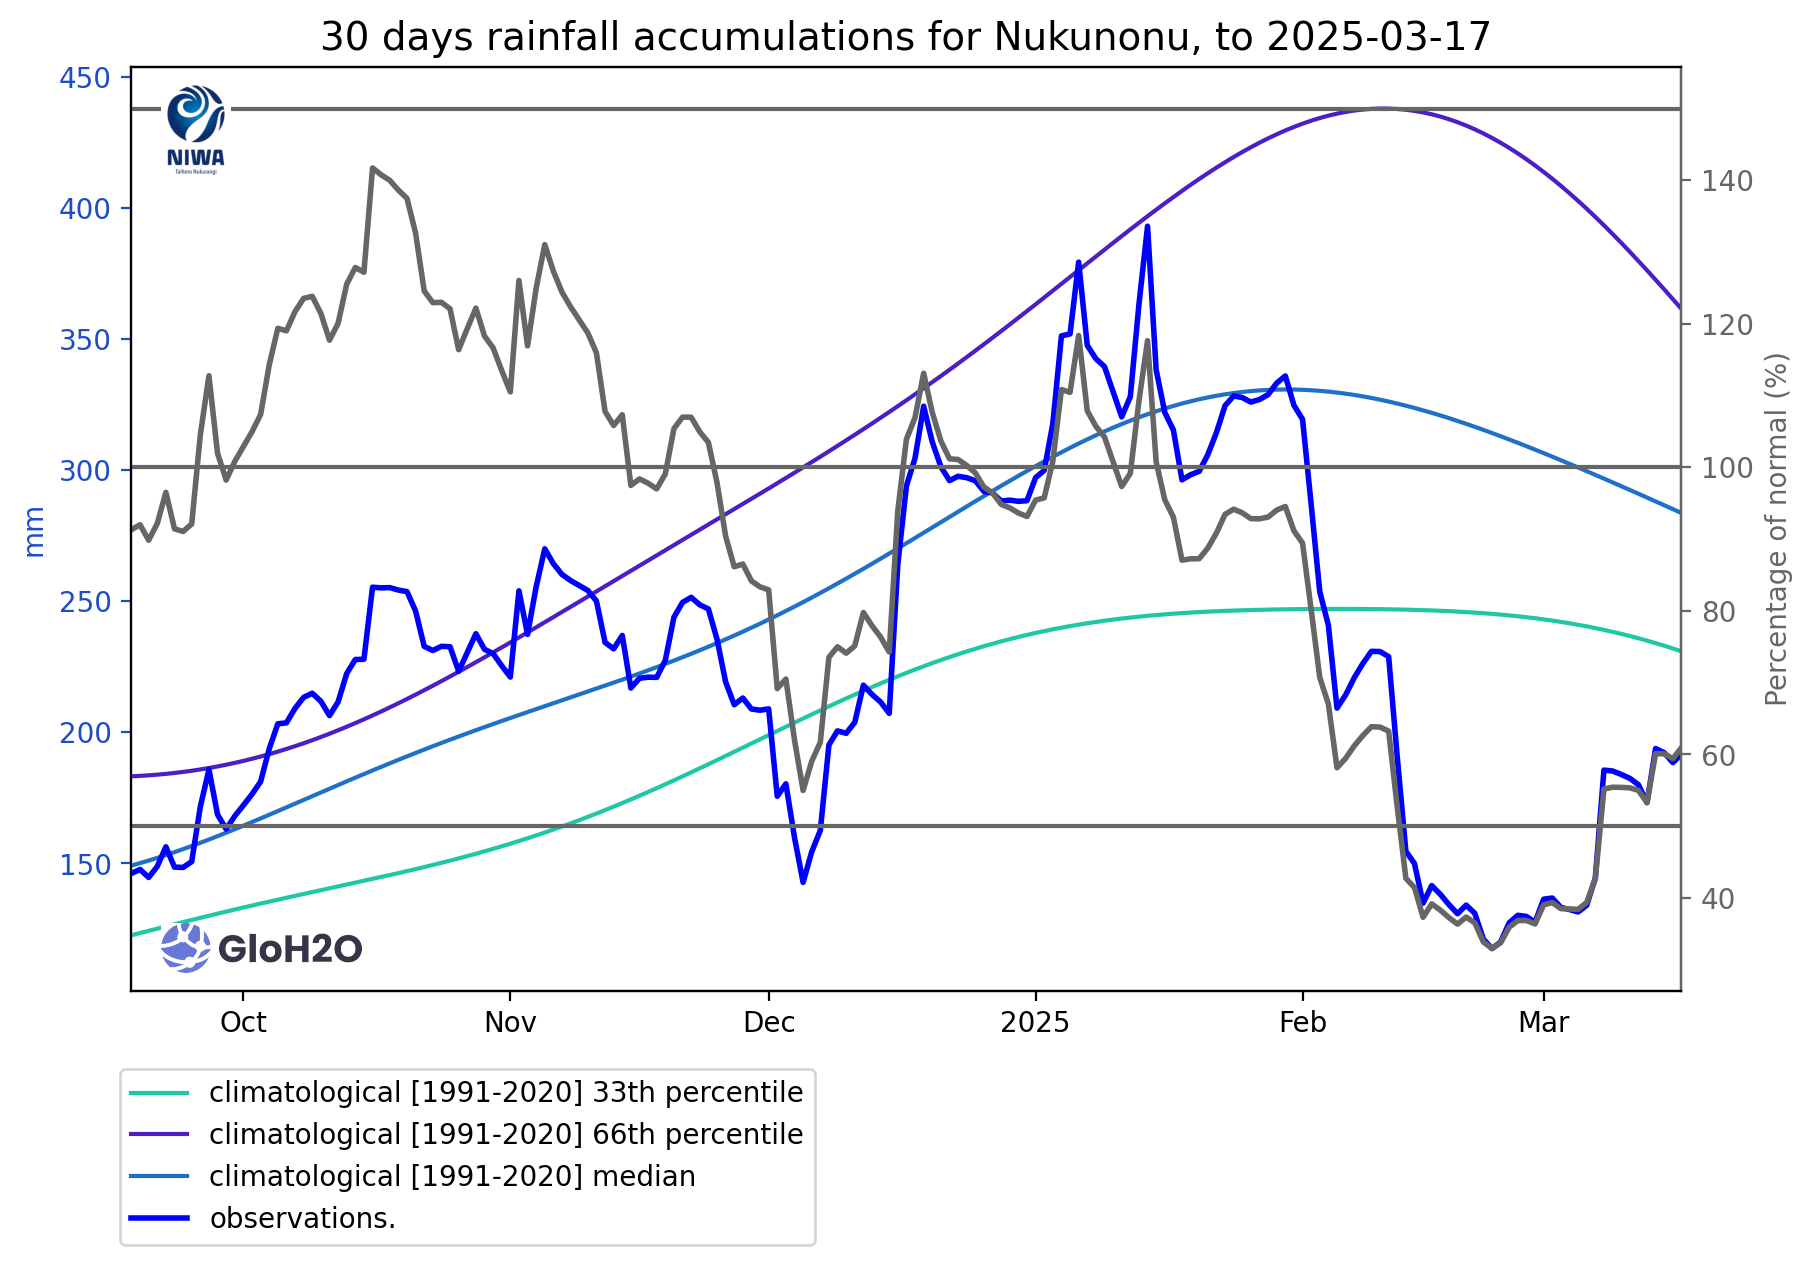 30 days rainfall accumulations for Nukunonu, to 2025-03-17
450
400
350
300
250
200
150
mm
140
120
100
80
60
40
Percentage of normal (%)
NIWA
Taihoro Nukurangi
GloH2O
Oct
Nov
Dec
2025
Feb
Mar
climatological [1991-2020] 33th percentile
climatological [1991-2020] 66th percentile
climatological [1991-2020] median
observations.